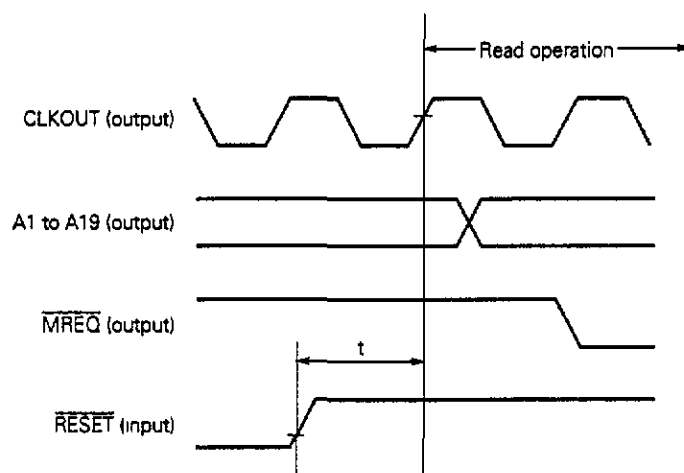 Read operation
CLKOUT (output)
A1 to A19 (output)
MREQ (output)
t
RESET (input)